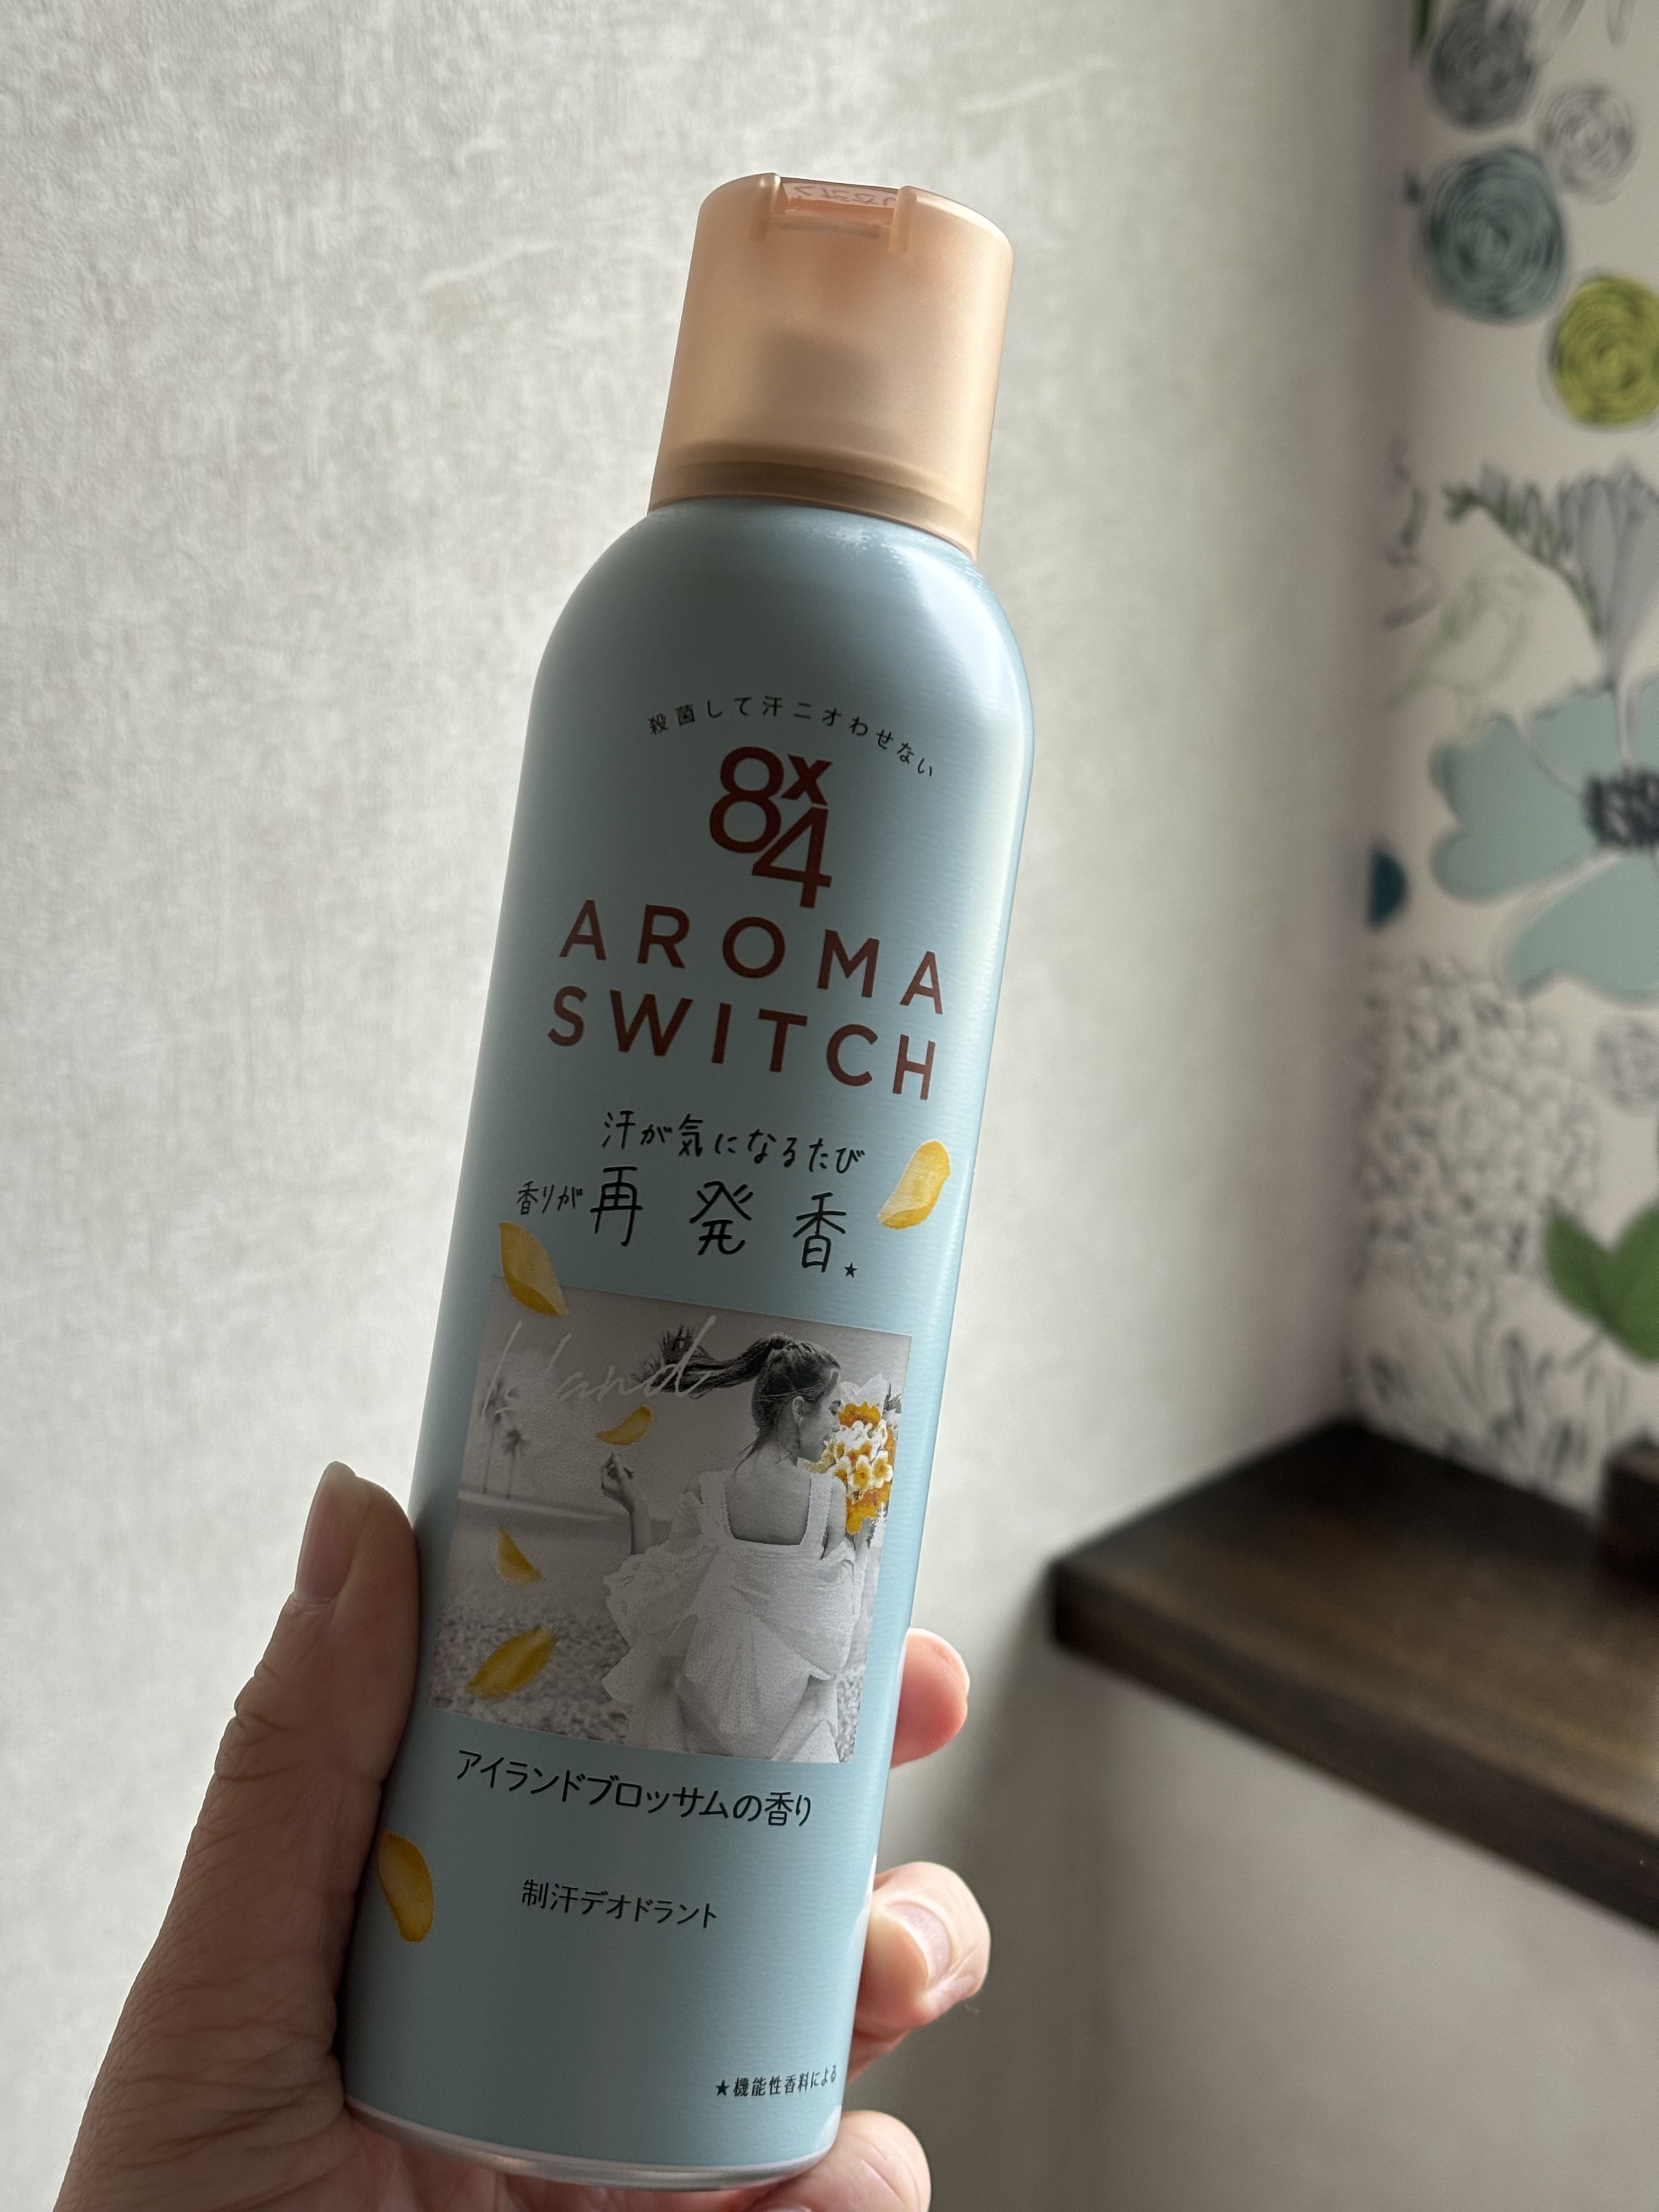 殺菌して汗ニオわせない
8x4
AROMA
SWITCH
汗が気になるたび
香りが再発香★
Island
アイランドブロッサムの香り
制汗デオドラント
★機能性香料による